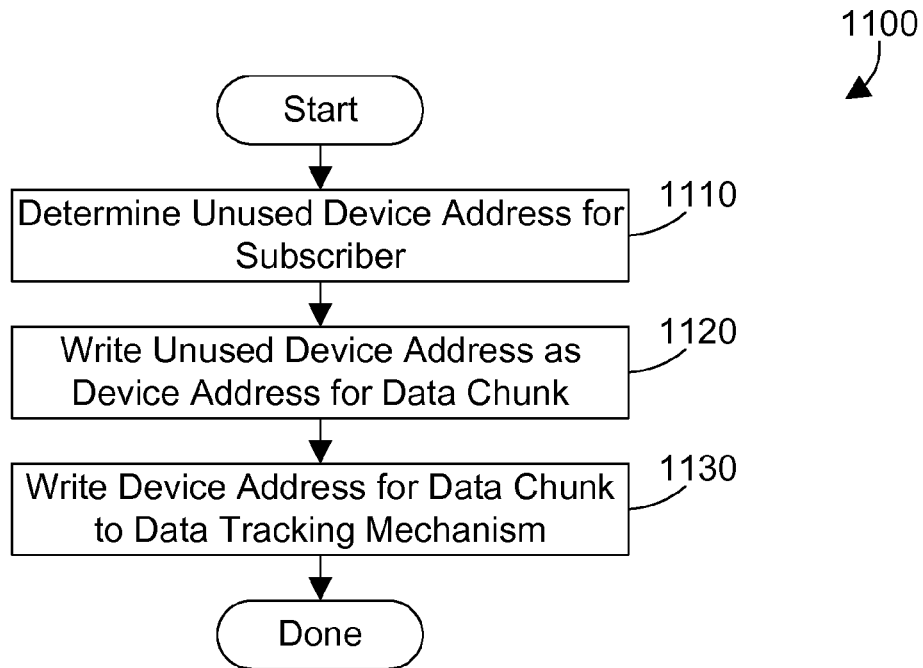 1100
Start
Determine Unused Device Address for
Subscriber
1110
Write Unused Device Address as
Device Address for Data Chunk
1120
Write Device Address for Data Chunk
to Data Tracking Mechanism
1130
Done